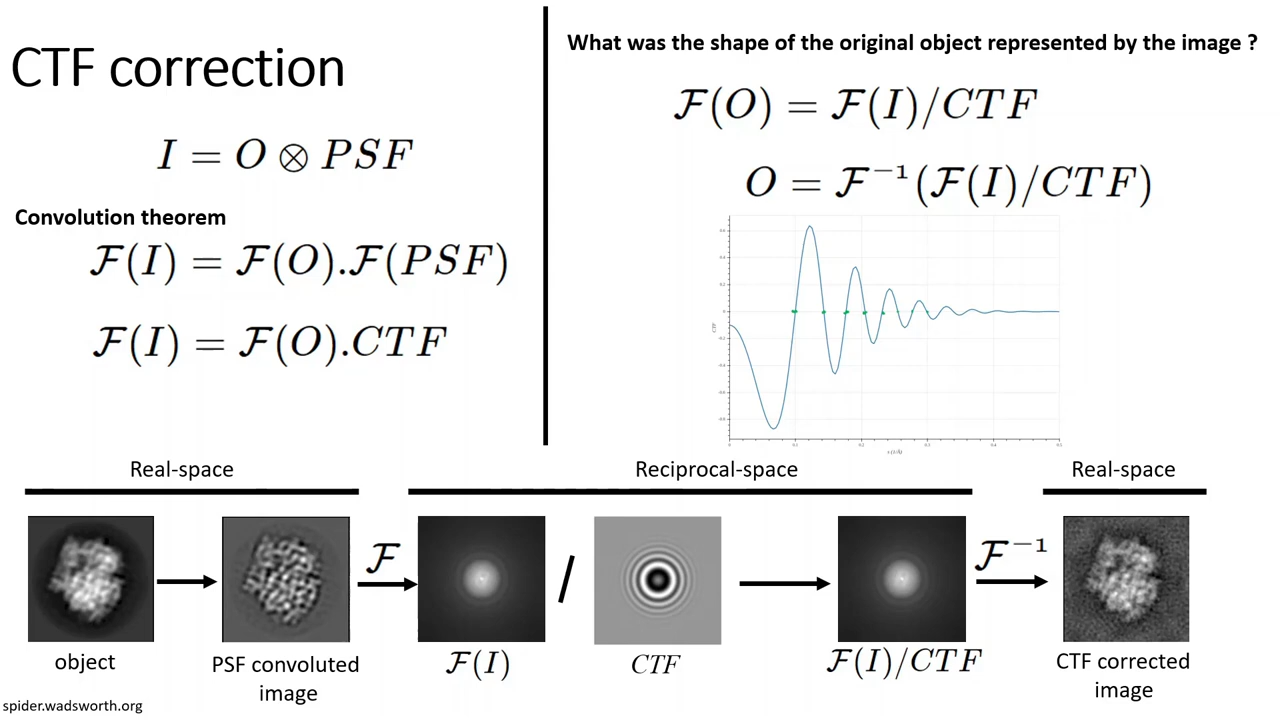 CTF correction
I = O ⊗ PSF
Convolution theorem
ℱ(I) = ℱ(O).ℱ(PSF)
ℱ(I) = ℱ(O).CTF
What was the shape of the original object represented by the image ?
ℱ(O) = ℱ(I)/CTF
O = ℱ⁻¹(ℱ(I)/CTF)
Real-space
Reciprocal-space
Real-space
ℱ
/
ℱ⁻¹
object
PSF convoluted
image
ℱ(I)
CTF
ℱ(I)/CTF
CTF corrected
image
spider.wadsworth.org